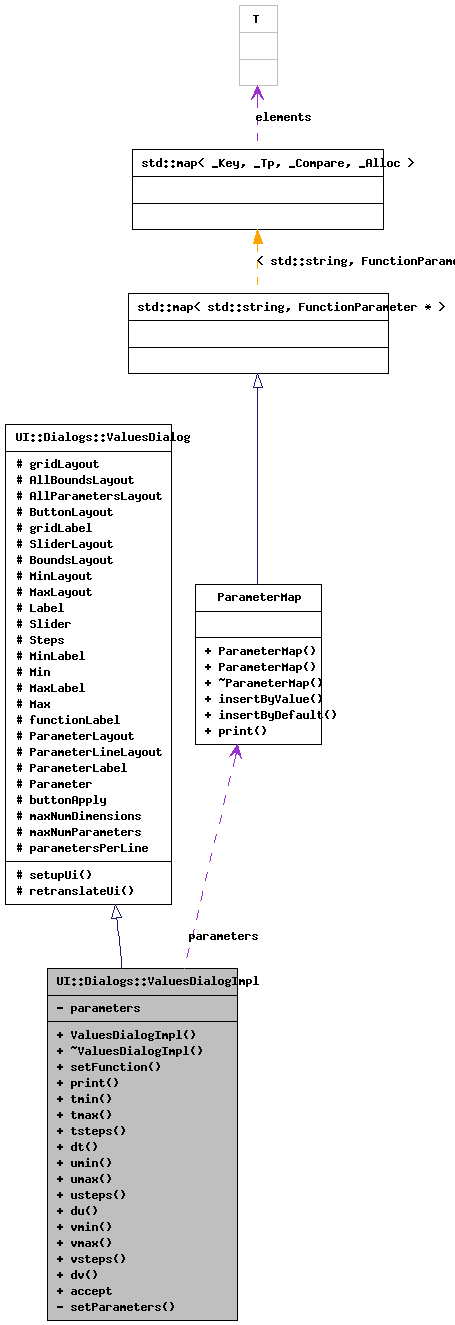 T
elements
std::map< _Key, _Tp, _Compare, _Alloc >
< std::string, FunctionParame
std::map< std::string, FunctionParameter * >
UI::Dialogs::ValuesDialog
# gridLayout
# AllBoundsLayout
# AllParametersLayout
# ButtonLayout
# gridLabel
# SliderLayout
# BoundsLayout
# MinLayout
# MaxLayout
# Label
# Slider
# Steps
# MinLabel
# Min
# MaxLabel
# Max
# functionLabel
# ParameterLayout
# ParameterLineLayout
# ParameterLabel
# Parameter
# buttonApply
# maxNumDimensions
# maxNumParameters
# parametersPerLine
# setupUi()
# retranslateUi()
ParameterMap
+ ParameterMap()
+ ParameterMap()
+ ~ParameterMap()
+ insertByValue()
+ insertByDefault()
+ print()
parameters
UI::Dialogs::ValuesDialogImpl
- parameters
+ ValuesDialogImpl()
+ ~ValuesDialogImpl()
+ setFunction()
+ print()
+ tmin()
+ tmax()
+ tsteps()
+ dt()
+ umin()
+ umax()
+ usteps()
+ du()
+ vmin()
+ vmax()
+ vsteps()
+ dv()
+ accept
- setParameters()